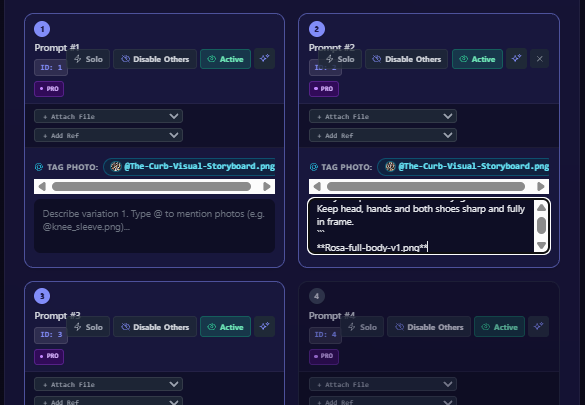 1
Prompt #1
ID: 1
Solo
Disable Others
Active
PRO
+ Attach File
+ Add Ref
@ TAG PHOTO:
@The-Curb-Visual-Storyboard.png
Describe variation 1. Type @ to mention photos (e.g.
@knee_sleeve.png)...
2
Prompt #2
ID:
Solo
Disable Others
Active
×
PRO
+ Attach File
+ Add Ref
@ TAG PHOTO:
@The-Curb-Visual-Storyboard.png
Keep head, hands and both shoes sharp and fully
in frame.
```
**Rosa-full-body-v1.png**
3
Prompt #3
ID: 3
Solo
Disable Others
Active
PRO
+ Attach File
+ Add Ref
4
Prompt #4
ID: 4
Solo
Disable Others
Active
PRO
+ Attach File
+ Add Ref